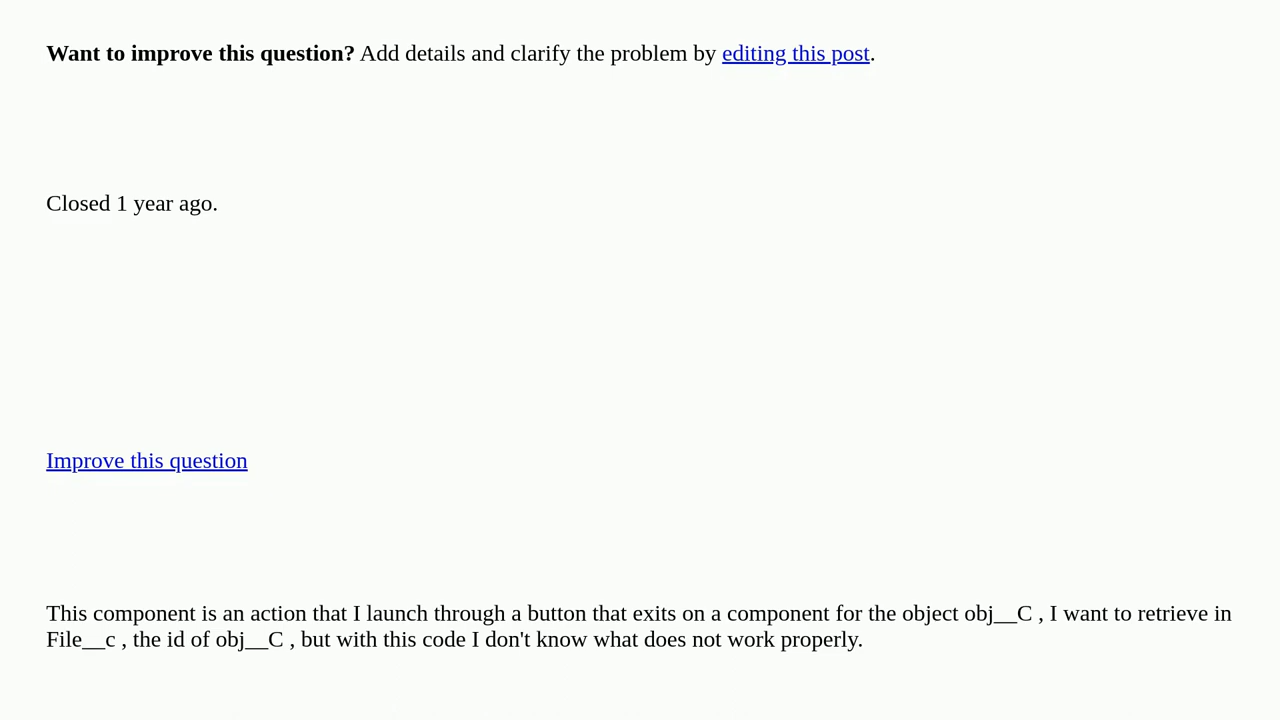 Want to improve this question? Add details and clarify the problem by editing this post.
Closed 1 year ago.
Improve this question
This component is an action that I launch through a button that exits on a component for the object obj__C , I want to retrieve in
File__c , the id of obj__C , but with this code I don't know what does not work properly.